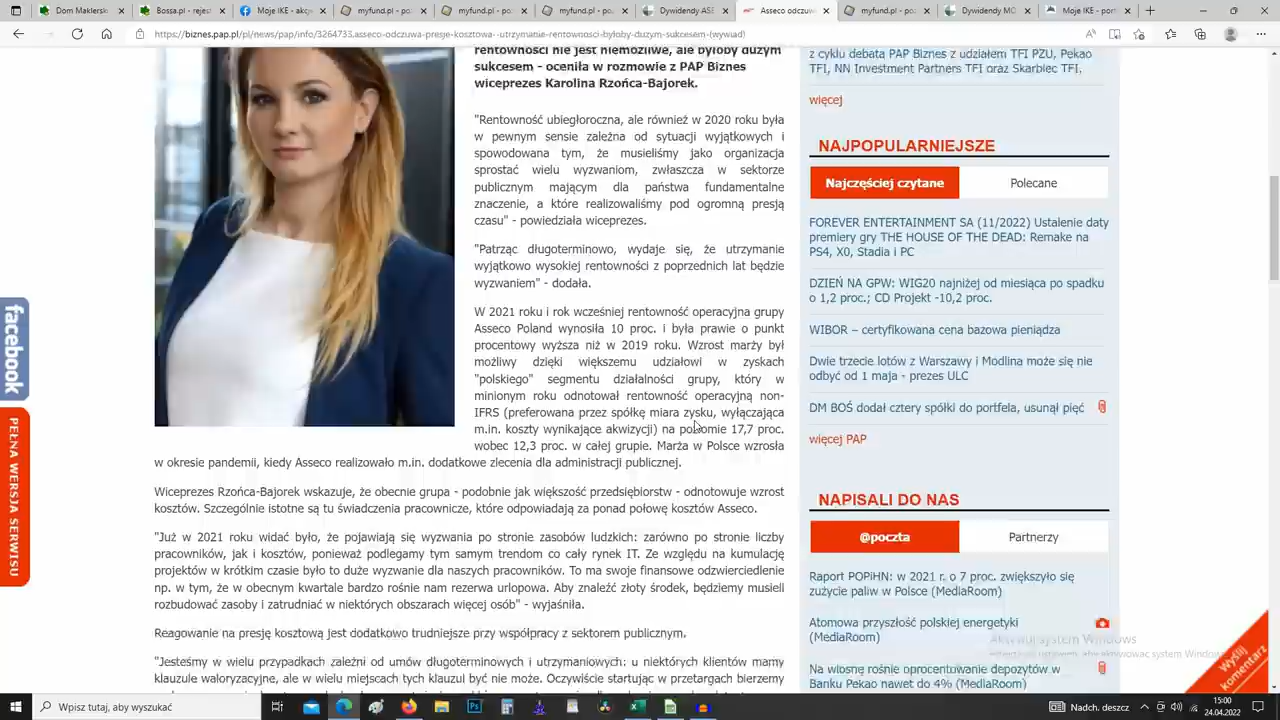 Dom Maklerski
Bossa.pl - rejest
Moje IKE - akcj
myfund.pl - po
myfund.pl - po
myfund.pl - po
Dywidendy ASE
Asseco odczuw
myfund.pl - po
Dywidendy MO
Moje IKE - port
https://biznes.pap.pl/pl/news/pap/info/3264733,asseco-odczuwa-presje-kosztowa--utrzymanie-rentownosci-byloby-duzym-sukcesem-(wywiad)
rentowności nie jest niemożliwe, ale byłoby dużym
sukcesem - oceniła w rozmowie z PAP Biznes
wiceprezes Karolina Rzońca-Bajorek.
"Rentowność ubiegłoroczna, ale również w 2020 roku była
w pewnym sensie zależna od sytuacji wyjątkowych i
spowodowana tym, że musieliśmy jako organizacja
sprostać wielu wyzwaniom, zwłaszcza w sektorze
publicznym mającym dla państwa fundamentalne
znaczenie, a które realizowaliśmy pod ogromną presją
czasu" - powiedziała wiceprezes.
"Patrząc długoterminowo, wydaje się, że utrzymanie
wyjątkowo wysokiej rentowności z poprzednich lat będzie
wyzwaniem" - dodała.
W 2021 roku i rok wcześniej rentowność operacyjna grupy
Asseco Poland wynosiła 10 proc. i była prawie o punkt
procentowy wyższa niż w 2019 roku. Wzrost marży był
możliwy dzięki większemu udziałowi w zyskach
"polskiego" segmentu działalności grupy, który w
minionym roku odnotował rentowność operacyjną non-
IFRS (preferowana przez spółkę miara zysku, wyłączająca
m.in. koszty wynikające akwizycji) na poziomie 17,7 proc.
wobec 12,3 proc. w całej grupie. Marża w Polsce wzrosła
w okresie pandemii, kiedy Asseco realizowało m.in. dodatkowe zlecenia dla administracji publicznej.
Wiceprezes Rzońca-Bajorek wskazuje, że obecnie grupa - podobnie jak większość przedsiębiorstw - odnotowuje wzrost
kosztów. Szczególnie istotne są tu świadczenia pracownicze, które odpowiadają za ponad połowę kosztów Asseco.
"Już w 2021 roku widać było, że pojawiają się wyzwania po stronie zasobów ludzkich: zarówno po stronie liczby
pracowników, jak i kosztów, ponieważ podlegamy tym samym trendom co cały rynek IT. Ze względu na kumulację
projektów w krótkim czasie było to duże wyzwanie dla naszych pracowników. To ma swoje finansowe odzwierciedlenie
np. w tym, że w obecnym kwartale bardzo rośnie nam rezerwa urlopowa. Aby znaleźć złoty środek, będziemy musieli
rozbudować zasoby i zatrudniać w niektórych obszarach więcej osób" - wyjaśniła.
Reagowanie na presję kosztową jest dodatkowo trudniejsze przy współpracy z sektorem publicznym.
"Jesteśmy w wielu przypadkach zależni od umów długoterminowych i utrzymaniowych: u niektórych klientów mamy
klauzule waloryzacyjne, ale w wielu miejscach tych klauzul być nie może. Oczywiście startując w przetargach bierzemy
z cyklu debatą PAP Biznes z udziałem TFI PZU, Pekao
TFI, NN Investment Partners TFI oraz Skarbiec TFI.
więcej
NAJPOPULARNIEJSZE
Najczęściej czytane
Polecane
FOREVER ENTERTAINMENT SA (11/2022) Ustalenie daty
premiery gry THE HOUSE OF THE DEAD: Remake na
PS4, X0, Stadia i PC
DZIEŃ NA GPW: WIG20 najniżej od miesiąca po spadku
o 1,2 proc.; CD Projekt -10,2 proc.
WIBOR – certyfikowana cena bazowa pieniądza
Dwie trzecie lotów z Warszawy i Modlina może się nie
odbyć od 1 maja - prezes ULC
DM BOŚ dodał cztery spółki do portfela, usunął pięć
więcej PAP
NAPISALI DO NAS
@poczta
Partnerzy
Raport POPiHN: w 2021 r. o 7 proc. zwiększyło się
zużycie paliw w Polsce (MediaRoom)
Atomowa przyszłość polskiej energetyki
(MediaRoom)
Na wiosnę rośnie oprocentowanie depozytów w
Banku Pekao nawet do 4% (MediaRoom)
Aktywuj system Windows
facebook
PEŁNA WERSJA SERWISU
Wyślij
komentarz
Wpisz tutaj, aby wyszukać
15:00
24.04.2022